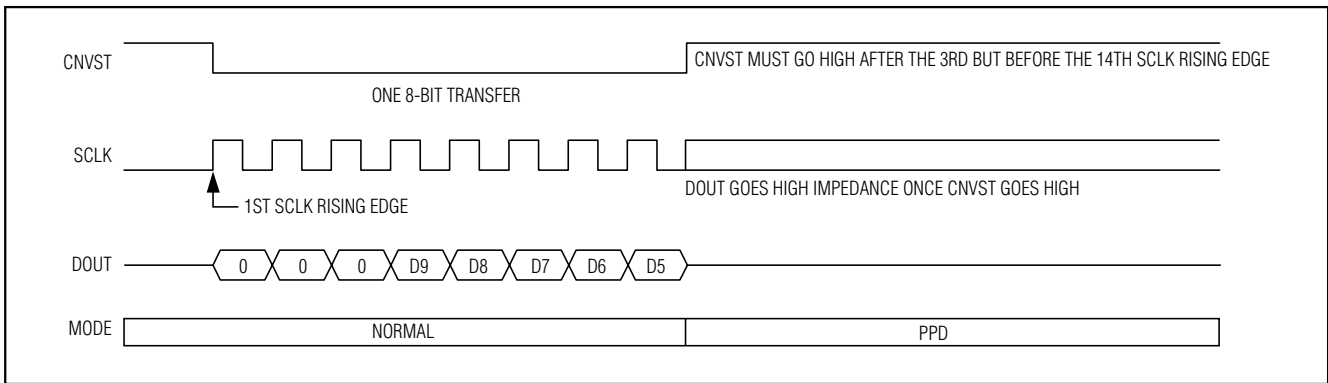 CNVST
CNVST MUST GO HIGH AFTER THE 3RD BUT BEFORE THE 14TH SCLK RISING EDGE
ONE 8-BIT TRANSFER
SCLK
DOUT GOES HIGH IMPEDANCE ONCE CNVST GOES HIGH
1ST SCLK RISING EDGE
DOUT
0 0 0 D9 D8 D7 D6 D5
MODE
NORMAL
PPD